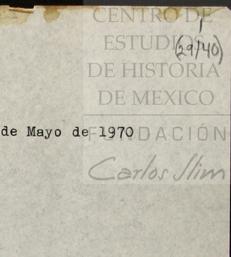 CENTRO DE
ESTUDIOS
(29/40)
DE HISTORIA
DE MEXICO
de Mayo de 1970
FUNDACIÓN
Carlos Slim